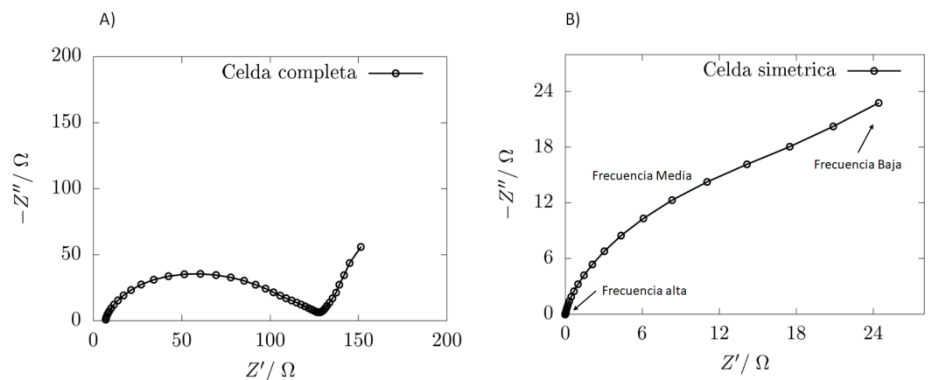 A)
Celda completa
200
150
100
50
0
−Z″/ Ω
0 50 100 150 200
Z′/ Ω
B)
Celda simetrica
24
18
12
6
0
−Z″/ Ω
Frecuencia Media
Frecuencia Baja
Frecuencia alta
0 6 12 18 24
Z′/ Ω